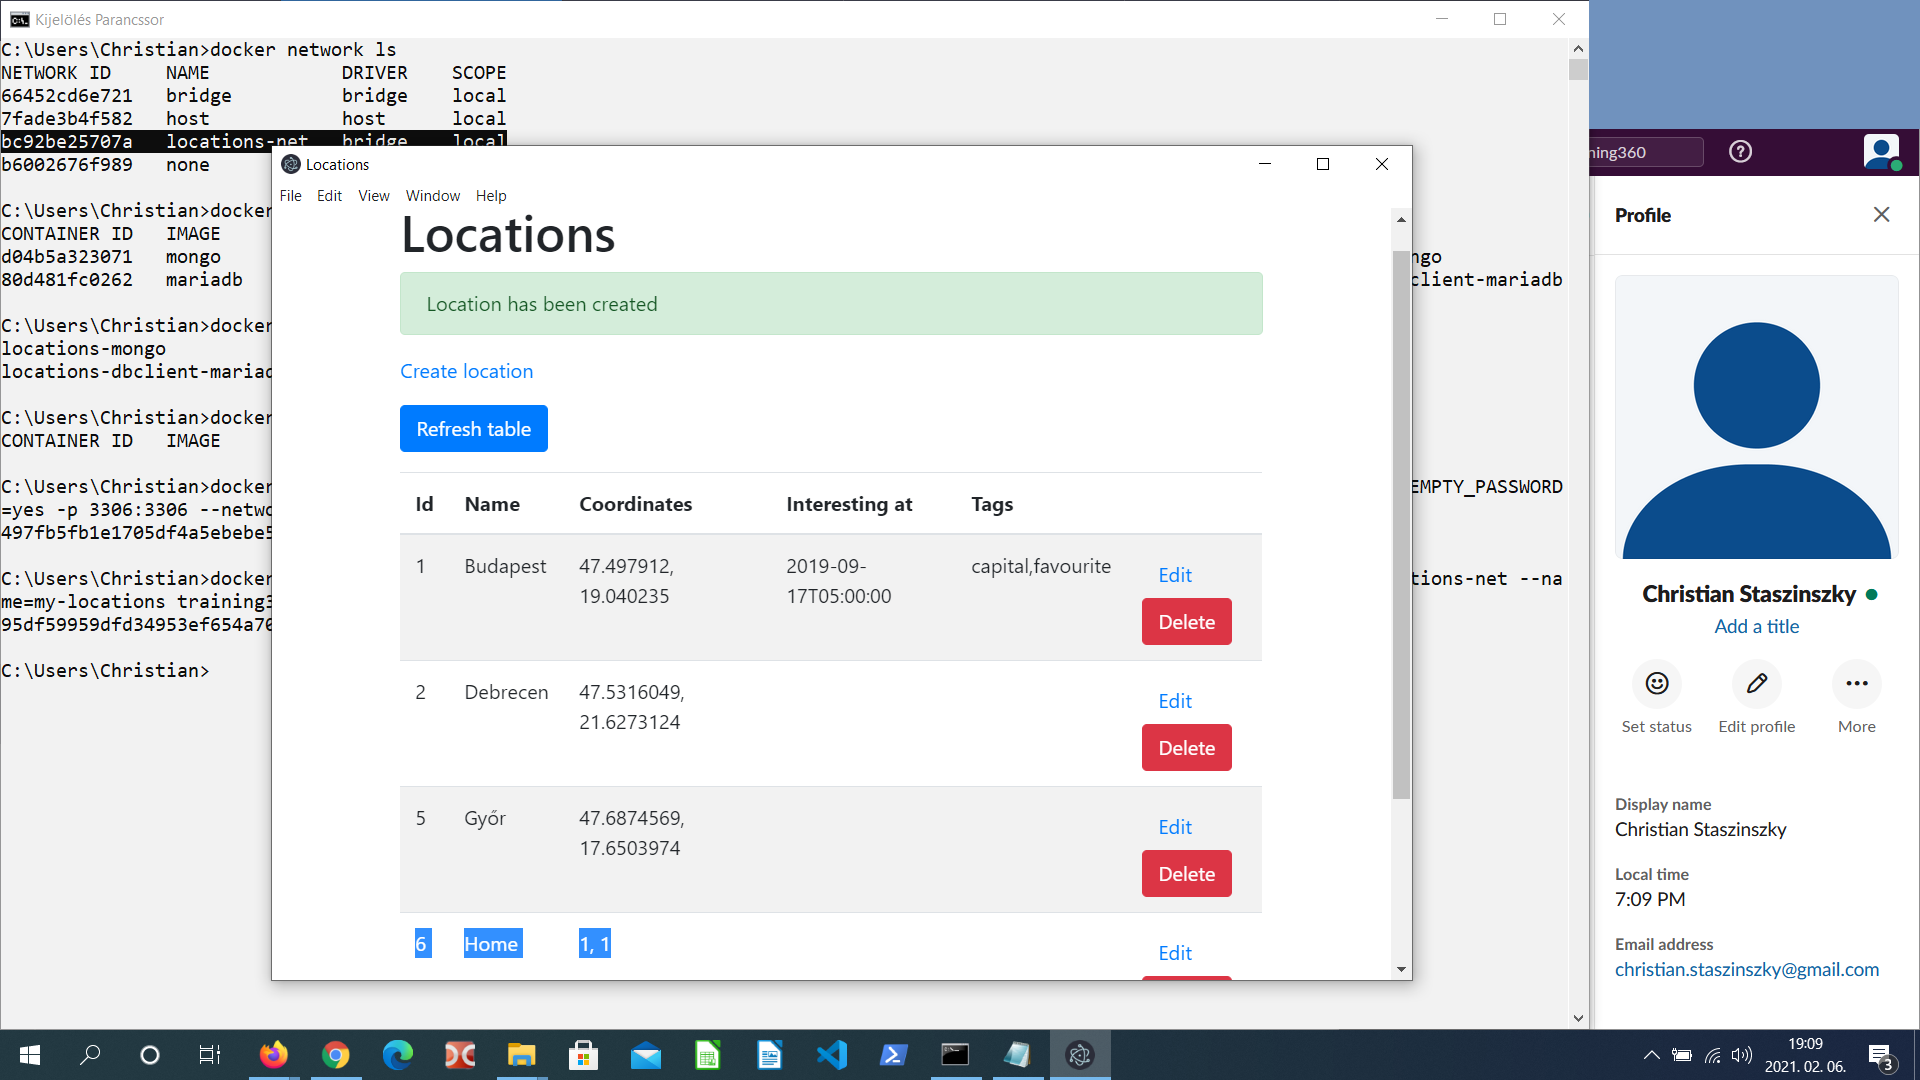 Kijelölés Parancssor
C:\Users\Christian>docker network ls
NETWORK ID NAME DRIVER SCOPE
66452cd6e721 bridge bridge local
7fade3b4f582 host host local
bc92be25707a locations-net bridge local
b6002676f989 none
C:\Users\Christian>docker
CONTAINER ID IMAGE
d04b5a323071 mongo
80d481fc0262 mariadb
client-mariadb
C:\Users\Christian>docker
locations-mongo
locations-dbclient-mariad
C:\Users\Christian>docker
CONTAINER ID IMAGE
C:\Users\Christian>docker
EMPTY_PASSWORD
=yes -p 3306:3306 --netwo
497fb5fb1e1705df4a5ebebe5
C:\Users\Christian>docker
tions-net --na
me=my-locations training3
95df59959dfd34953ef654a70
C:\Users\Christian>
Locations
File Edit View Window Help
Locations
Location has been created
Create location
Refresh table
Id Name Coordinates Interesting at Tags
1 Budapest 47.497912, 2019-09- capital,favourite Edit
19.040235 17T05:00:00
Delete
2 Debrecen 47.5316049, Edit
21.6273124
Delete
5 Győr 47.6874569, Edit
17.6503974
Delete
6 Home 1, 1 Edit
ning360
Profile
Christian Staszinszky
Add a title
Set status Edit profile More
Display name
Christian Staszinszky
Local time
7:09 PM
Email address
christian.staszinszky@gmail.com
19:09
2021. 02. 06.
3